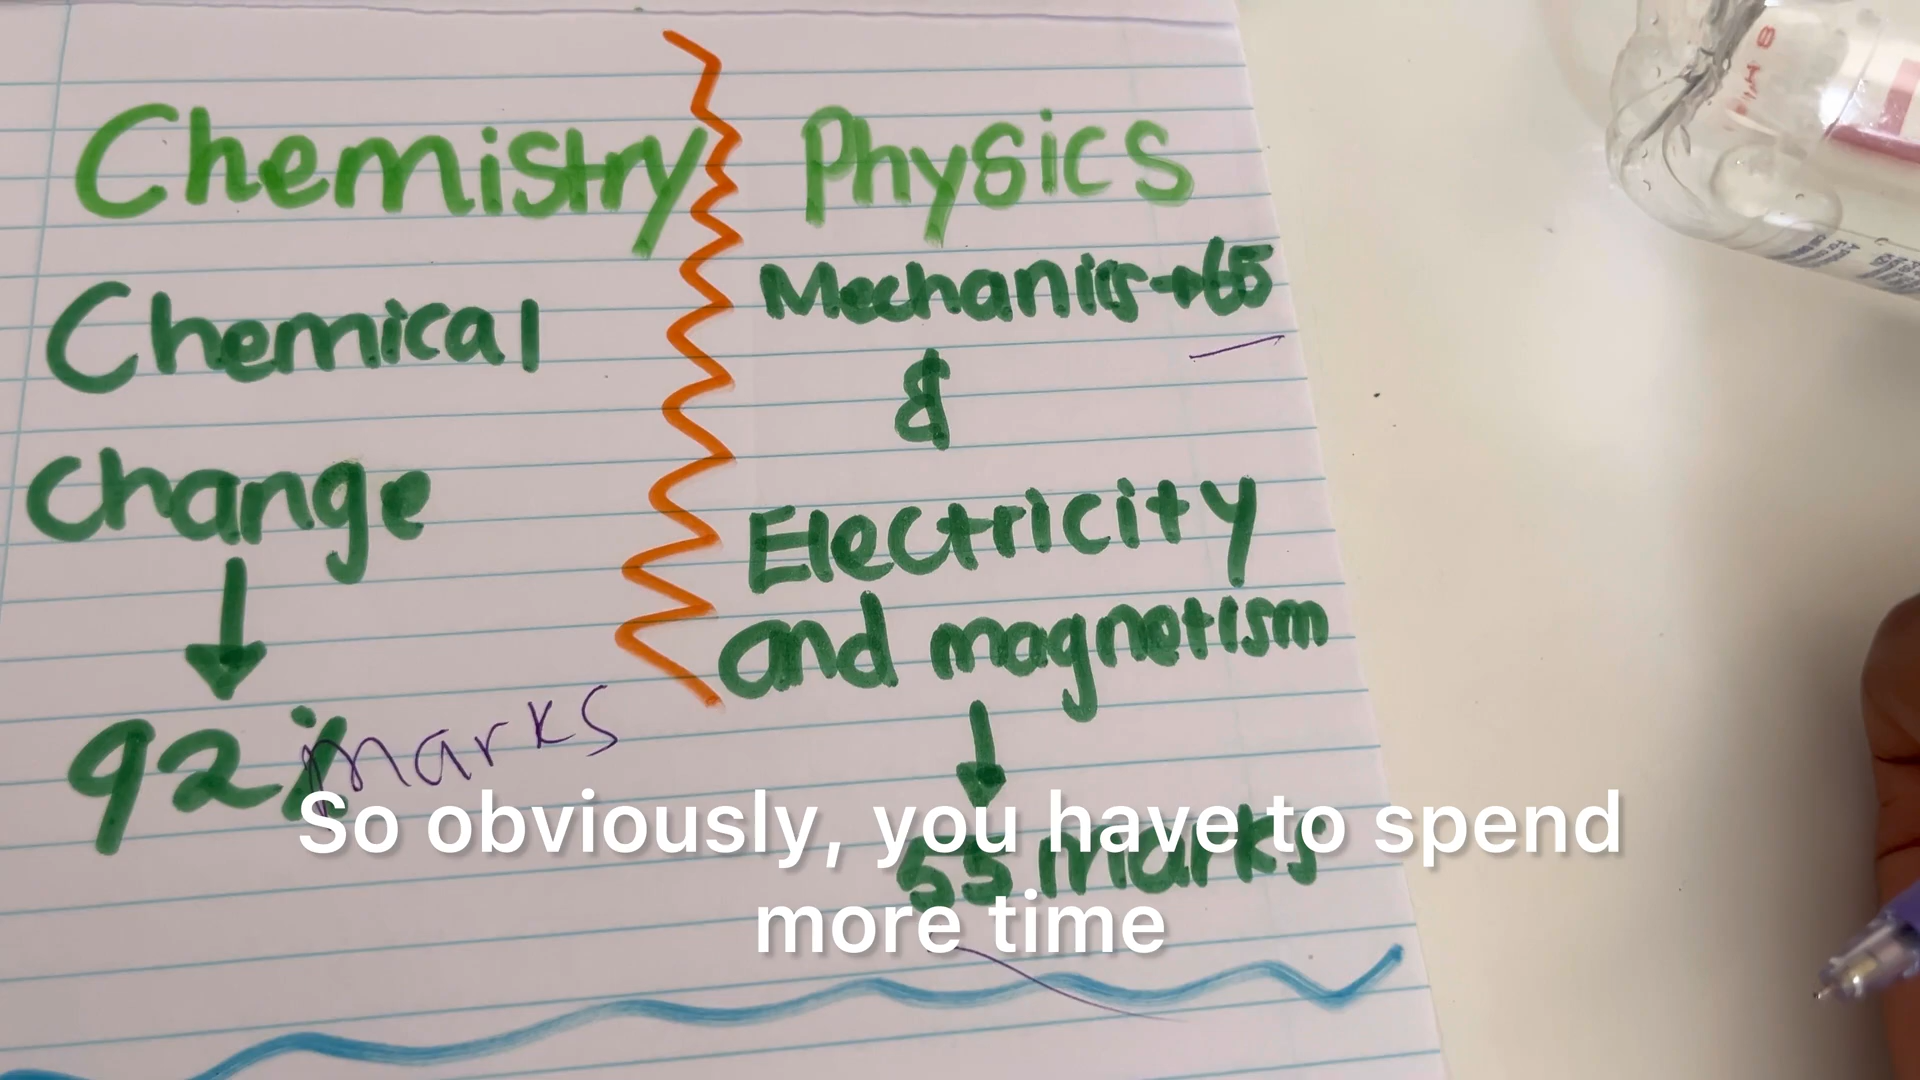 Chemistry
Chemical
change
92% marks
Physics
Mechanics→65
&
Electricity
and magnetism
55 marks
So obviously, you have to spend
more time